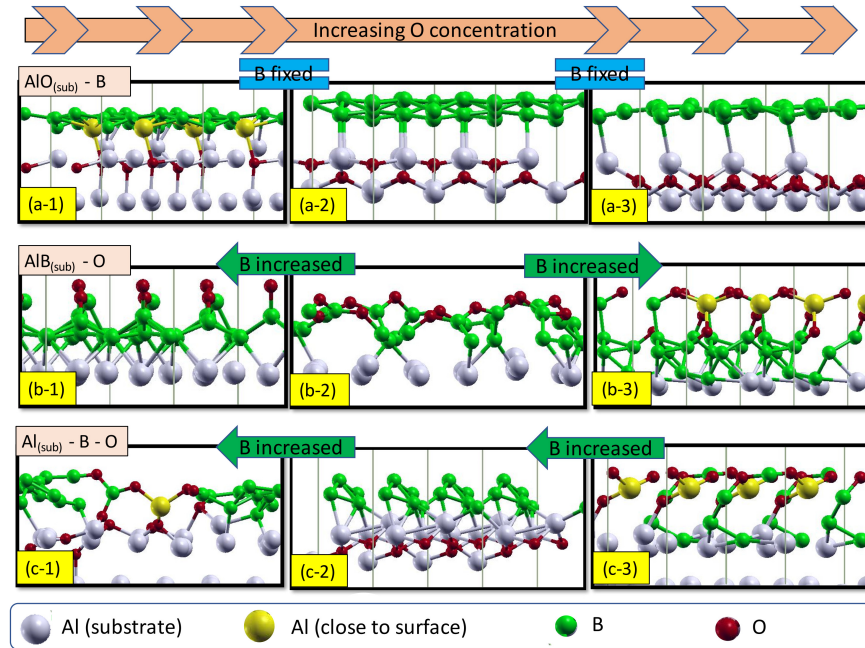 Increasing O concentration
AlO(sub) - B
B fixed
B fixed
(a-1)
(a-2)
(a-3)
AlB(sub) - O
B increased
B increased
(b-1)
(b-2)
(b-3)
Al(sub) - B - O
B increased
B increased
(c-1)
(c-2)
(c-3)
Al (substrate)
Al (close to surface)
B
O